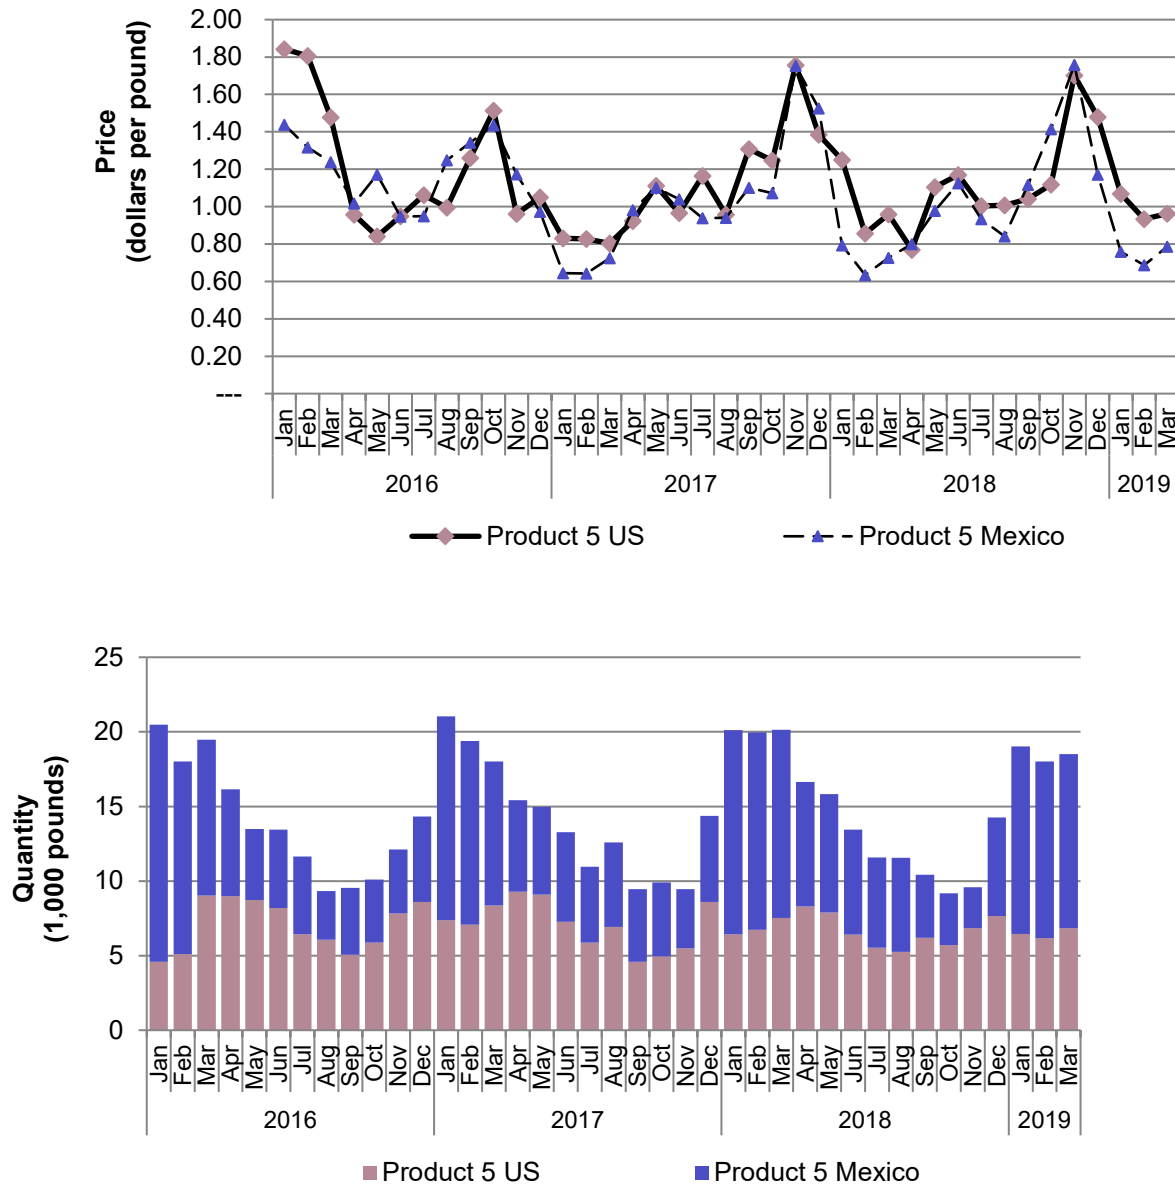 Price
(dollars per pound)
2.00
1.80
1.60
1.40
1.20
1.00
0.80
0.60
0.40
0.20
---
Jan Feb Mar Apr May Jun Jul Aug Sep Oct Nov Dec Jan Feb Mar Apr May Jun Jul Aug Sep Oct Nov Dec Jan Feb Mar Apr May Jun Jul Aug Sep Oct Nov Dec Jan Feb Mar
2016 2017 2018 2019
Product 5 US Product 5 Mexico
Quantity
(1,000 pounds)
25
20
15
10
5
0
Jan Feb Mar Apr May Jun Jul Aug Sep Oct Nov Dec Jan Feb Mar Apr May Jun Jul Aug Sep Oct Nov Dec Jan Feb Mar Apr May Jun Jul Aug Sep Oct Nov Dec Jan Feb Mar
2016 2017 2018 2019
Product 5 US Product 5 Mexico